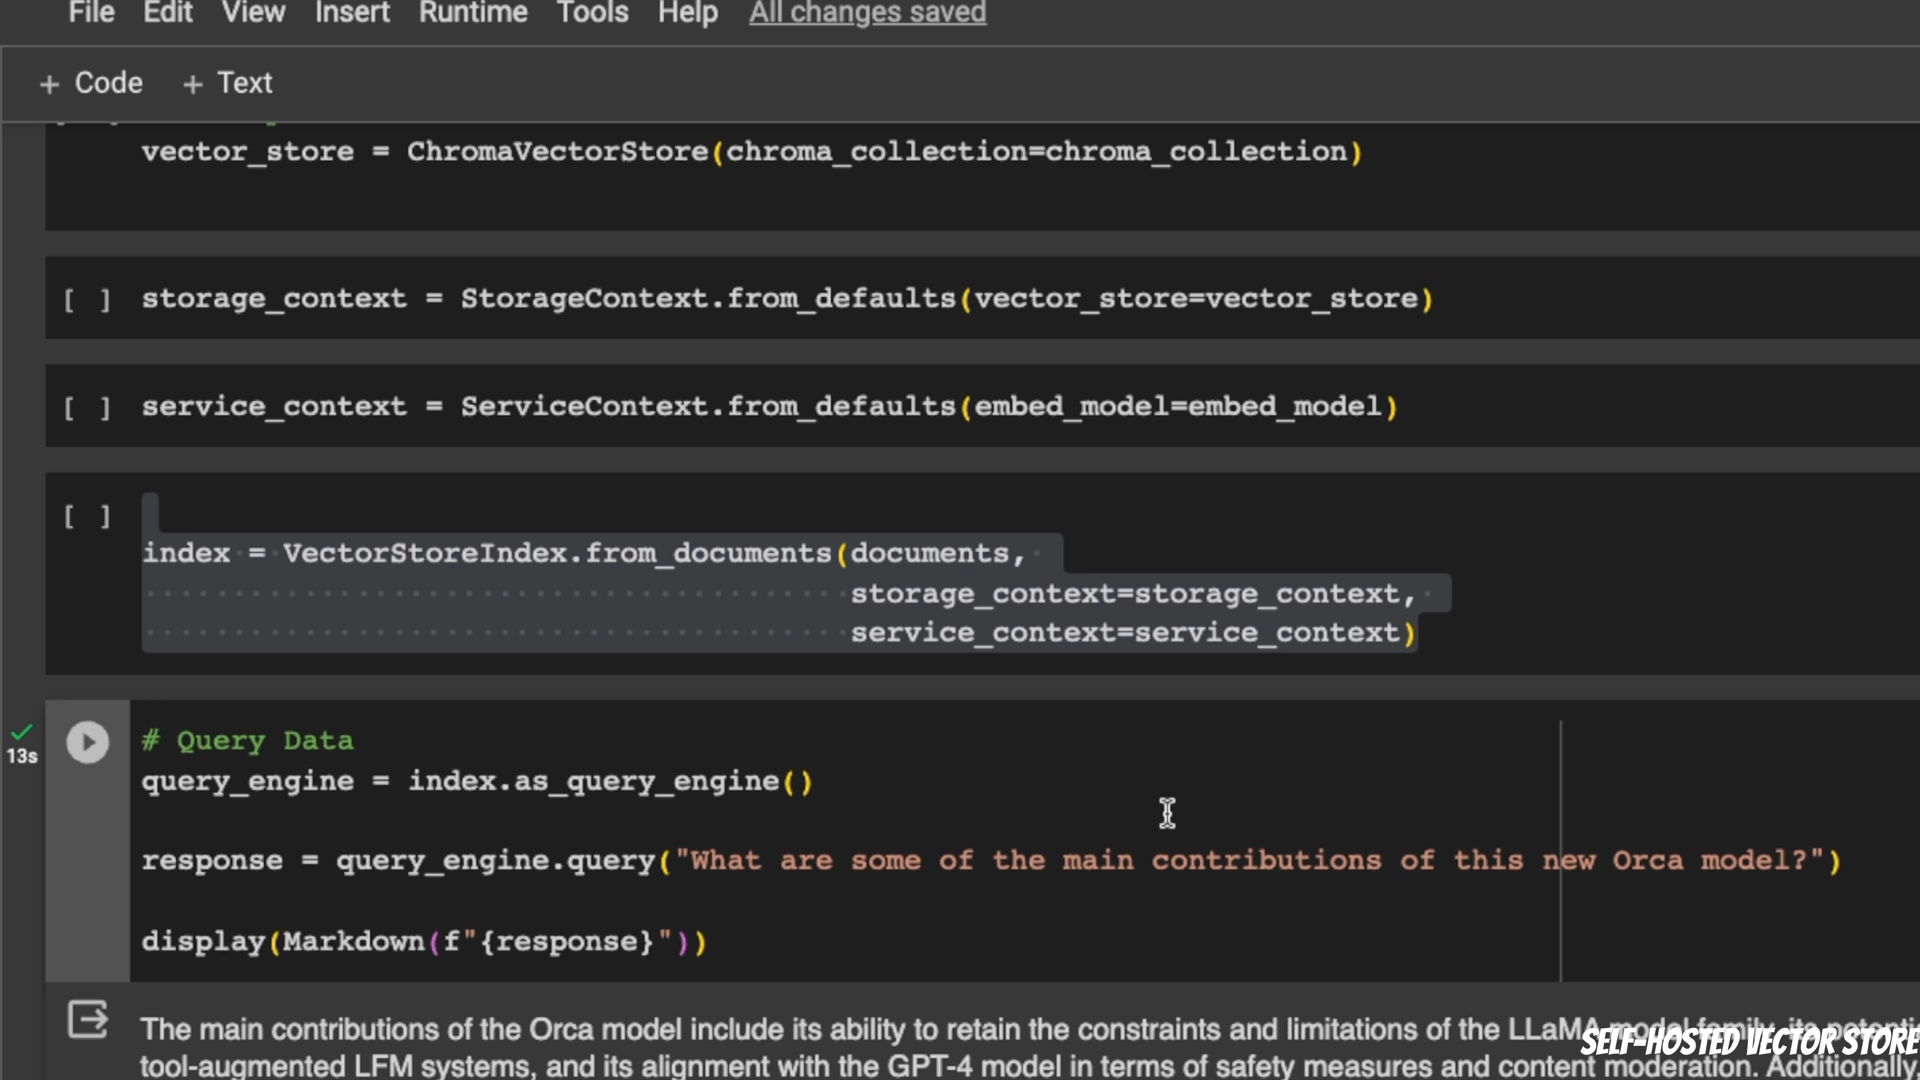 File Edit View Insert Runtime Tools Help All changes saved
+ Code + Text
vector_store = ChromaVectorStore(chroma_collection=chroma_collection)
[ ] storage_context = StorageContext.from_defaults(vector_store=vector_store)
[ ] service_context = ServiceContext.from_defaults(embed_model=embed_model)
[ ]
index = VectorStoreIndex.from_documents(documents,
storage_context=storage_context,
service_context=service_context)
# Query Data
13s
query_engine = index.as_query_engine()
response = query_engine.query("What are some of the main contributions of this new Orca model?")
display(Markdown(f"{response}"))
The main contributions of the Orca model include its ability to retain the constraints and limitations of the LLaMA model family, its
tool-augmented LFM systems, and its alignment with the GPT-4 model in terms of safety measures and content moderation. Additionally,
SELF-HOSTED VECTOR STORE